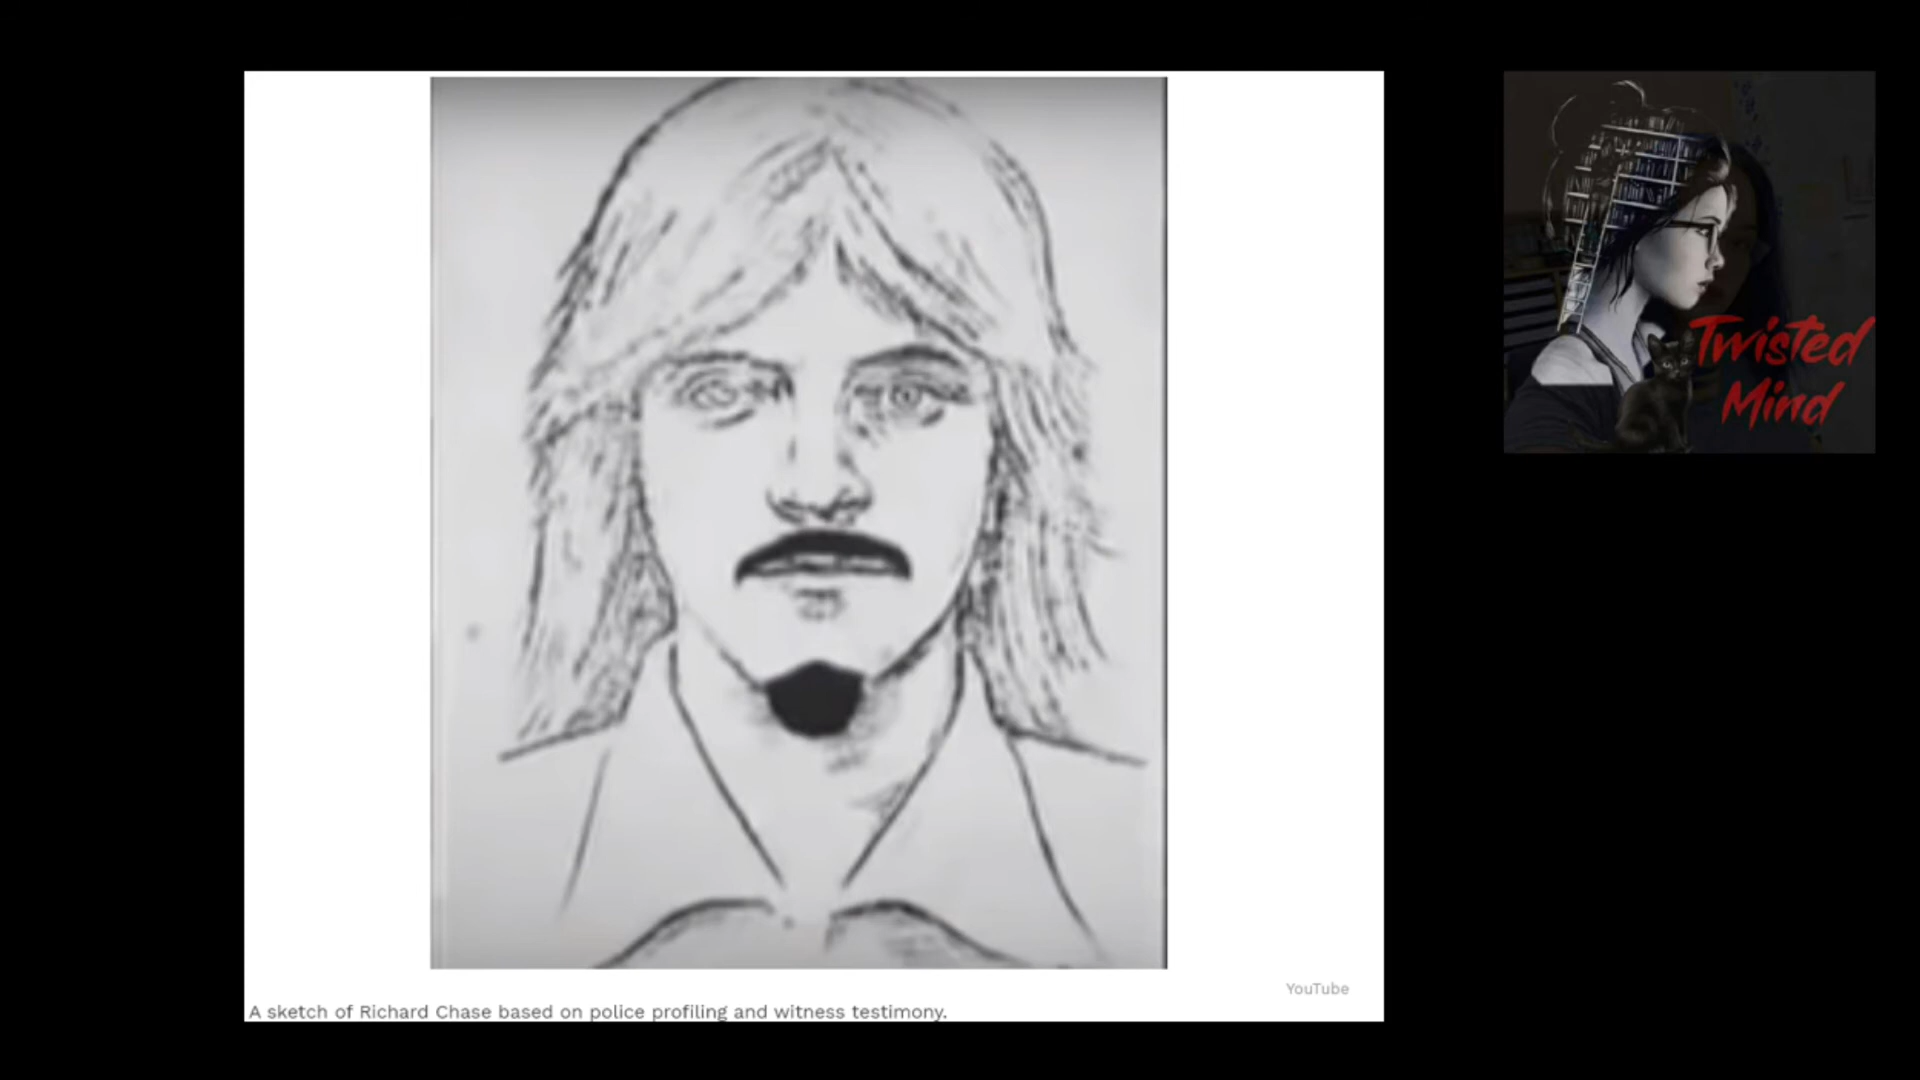 Twisted
Mind
YouTube
A sketch of Richard Chase based on police profiling and witness testimony.